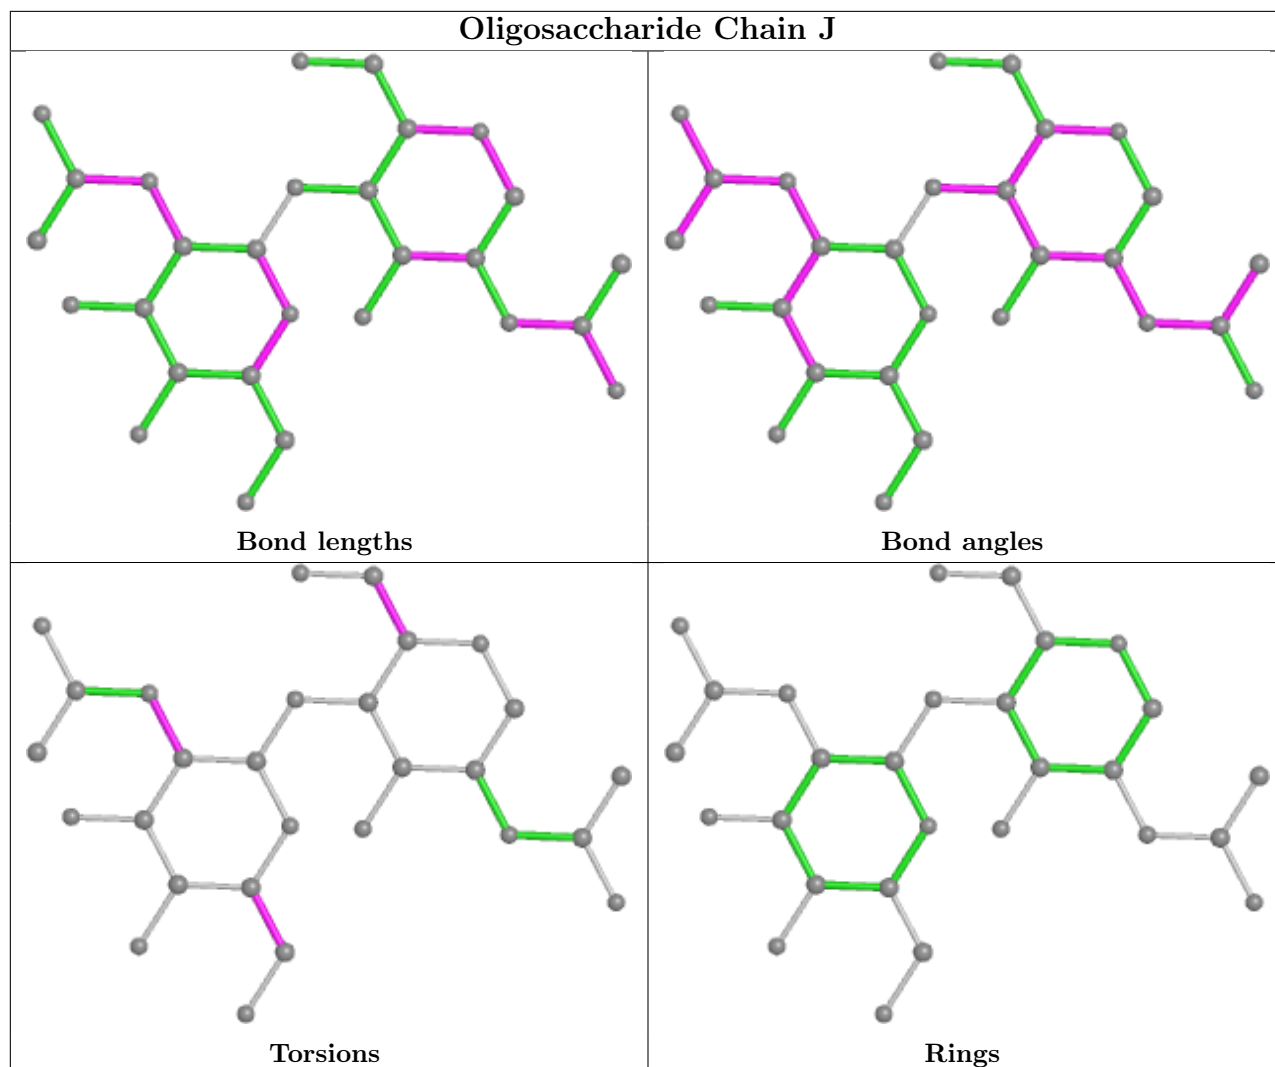 Oligosaccharide Chain J
Bond lengths
Bond angles
Torsions
Rings